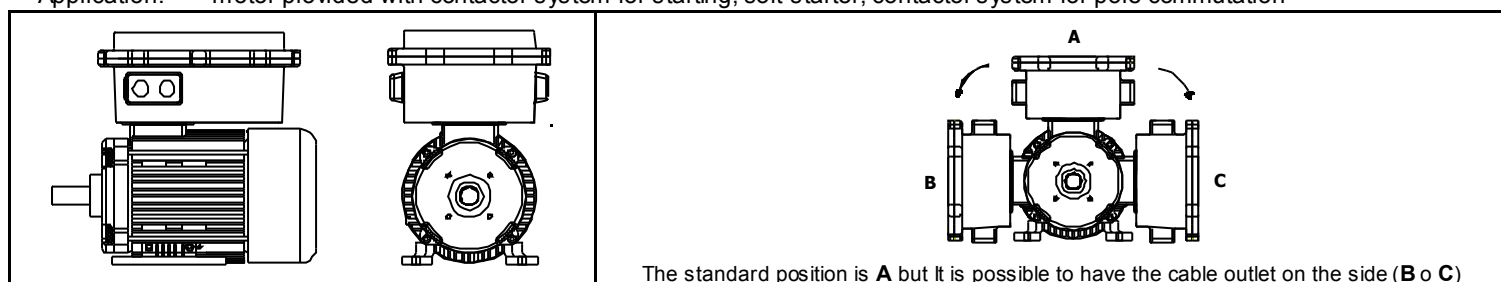 Application: motor provided with contactor system for starting, soft starter, contactor system for pole commutation
A
B
C
The standard position is A but It is possible to have the cable outlet on the side (B o C)